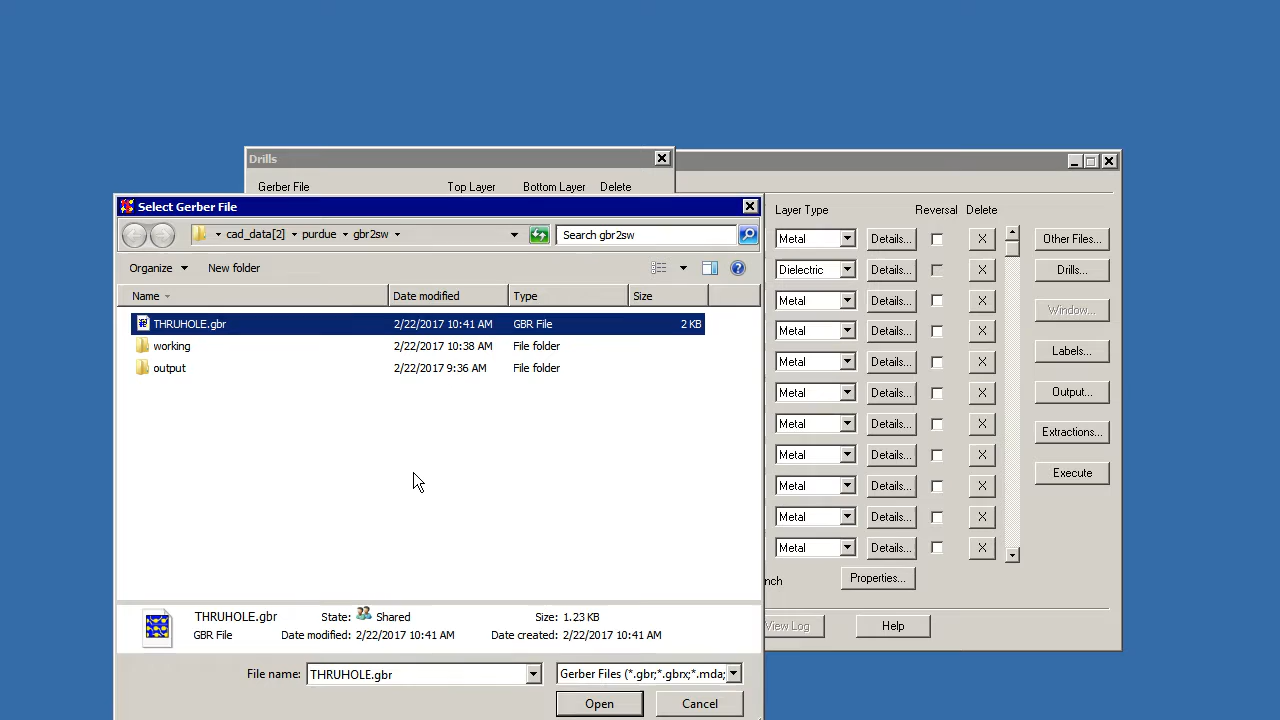 Drills
Gerber File Top Layer Bottom Layer Delete
Select Gerber File
cad_data[2] purdue gbr2sw
Search gbr2sw
Organize New folder
Name Date modified Type Size
THRUHOLE.gbr 2/22/2017 10:41 AM GBR File 2 KB
working 2/22/2017 10:38 AM File folder
output 2/22/2017 9:36 AM File folder
THRUHOLE.gbr State: Shared Size: 1.23 KB
GBR File Date modified: 2/22/2017 10:41 AM Date created: 2/22/2017 10:41 AM
File name: THRUHOLE.gbr Gerber Files (*.gbr;*.gbrx;*.mda;
Open Cancel
Layer Type Reversal Delete
Metal Details... X Other Files...
Dielectric Details... X Drills...
Metal Details... X Window...
Metal Details... X
Labels...
Metal Details... X
Metal Details... X Output...
Metal Details... X Extractions...
Metal Details... X
Execute
Metal Details... X
Metal Details... X
Metal Details... X
nch Properties...
View Log Help